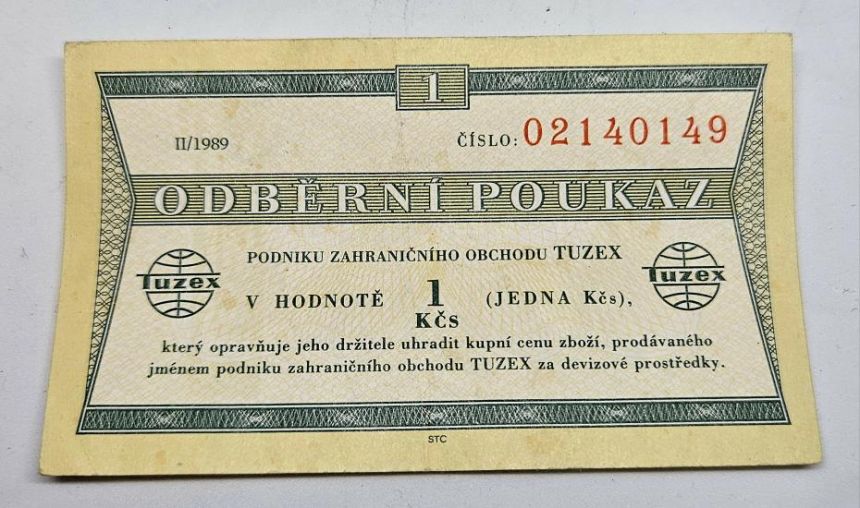 1
II/1989
ČÍSLO: 02140149
ODBĚRNÍ POUKAZ
PODNIKU ZAHRANIČNÍHO OBCHODU TUZEX
Tuzex
V HODNOTĚ 1 (JEDNA Kčs),
KČS
Tuzex
který opravňuje jeho držitele uhradit kupní cenu zboží, prodávaného
jménem podniku zahraničního obchodu TUZEX za devizové prostředky.
STC